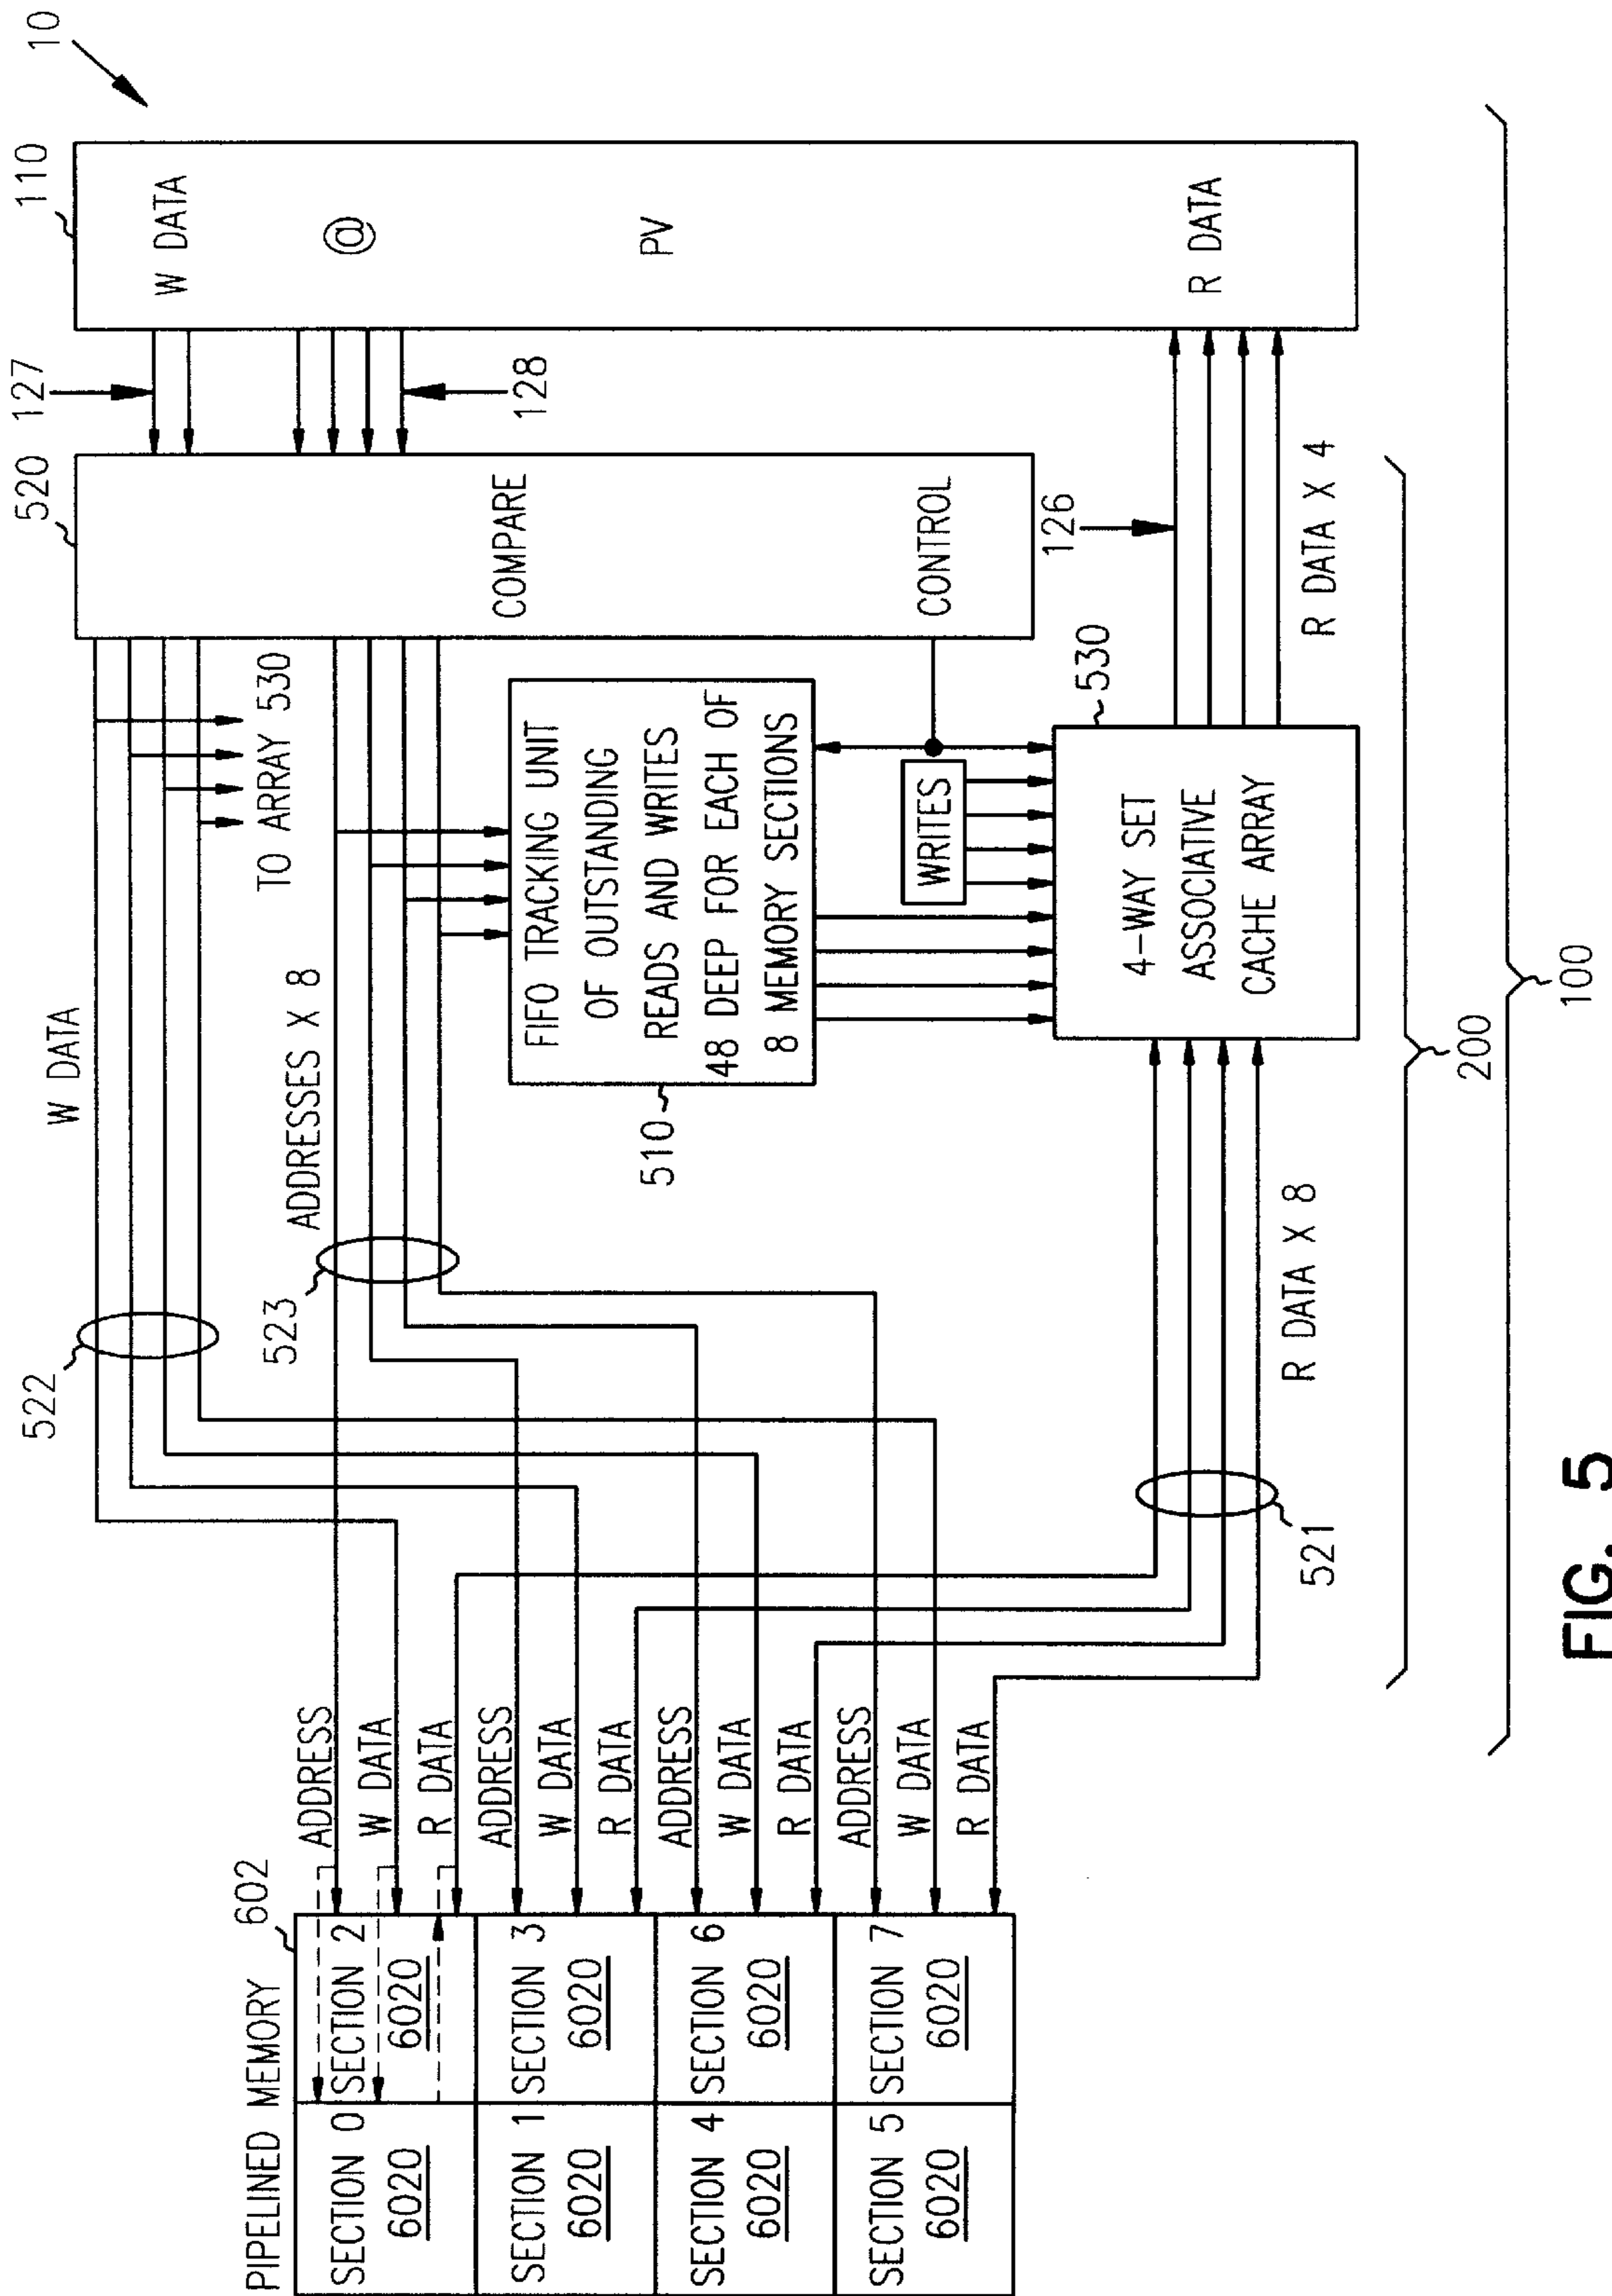 10
110
W DATA
@
PV
R DATA
127
128
520
COMPARE
CONTROL
126
R DATA X 4
W DATA
TO ARRAY 530
ADDRESSES X 8
522
523
FIFO TRACKING UNIT
OF OUTSTANDING
READS AND WRITES
48 DEEP FOR EACH OF
8 MEMORY SECTIONS
510
WRITES
530
4-WAY SET
ASSOCIATIVE
CACHE ARRAY
R DATA X 8
521
200
100
PIPELINED MEMORY
602
ADDRESS
W DATA
R DATA
ADDRESS
W DATA
R DATA
ADDRESS
W DATA
R DATA
ADDRESS
W DATA
R DATA
SECTION 0
6020
SECTION 2
6020
SECTION 1
6020
SECTION 3
6020
SECTION 4
6020
SECTION 6
6020
SECTION 5
6020
SECTION 7
6020
FIG. 5